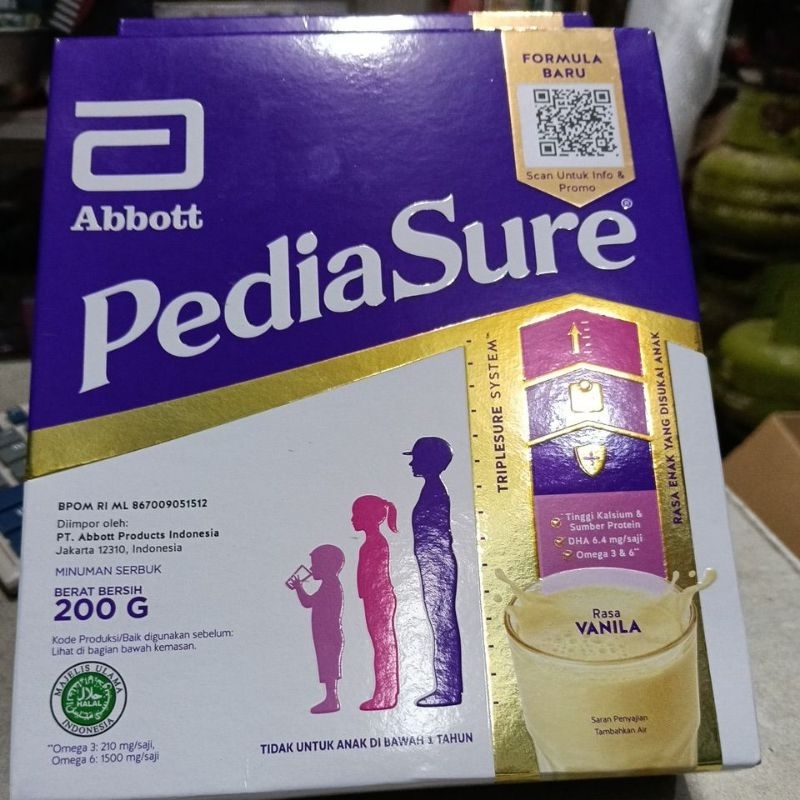 FORMULA
BARU
Scan Untuk Info &
Promo
Abbott
PediaSure®
TRIPLESURE SYSTEM™
RASA ENAK YANG DISUKAI ANAK
Tinggi Kalsium &
Sumber Protein
DHA 6.4 mg/saji
Omega 3 & 6**
BPOM RI ML 867009051512
Diimpor oleh:
PT. Abbott Products Indonesia
Jakarta 12310, Indonesia
MINUMAN SERBUK
BERAT BERSIH
200 G
Kode Produksi/Baik digunakan sebelum:
Lihat di bagian bawah kemasan.
MAJELIS ULAMA
حلال
HALAL
INDONESIA
**Omega 3: 210 mg/saji,
Omega 6: 1500 mg/saji
TIDAK UNTUK ANAK DI BAWAH 1 TAHUN
Rasa
VANILA
Saran Penyajian
Tambahkan Air